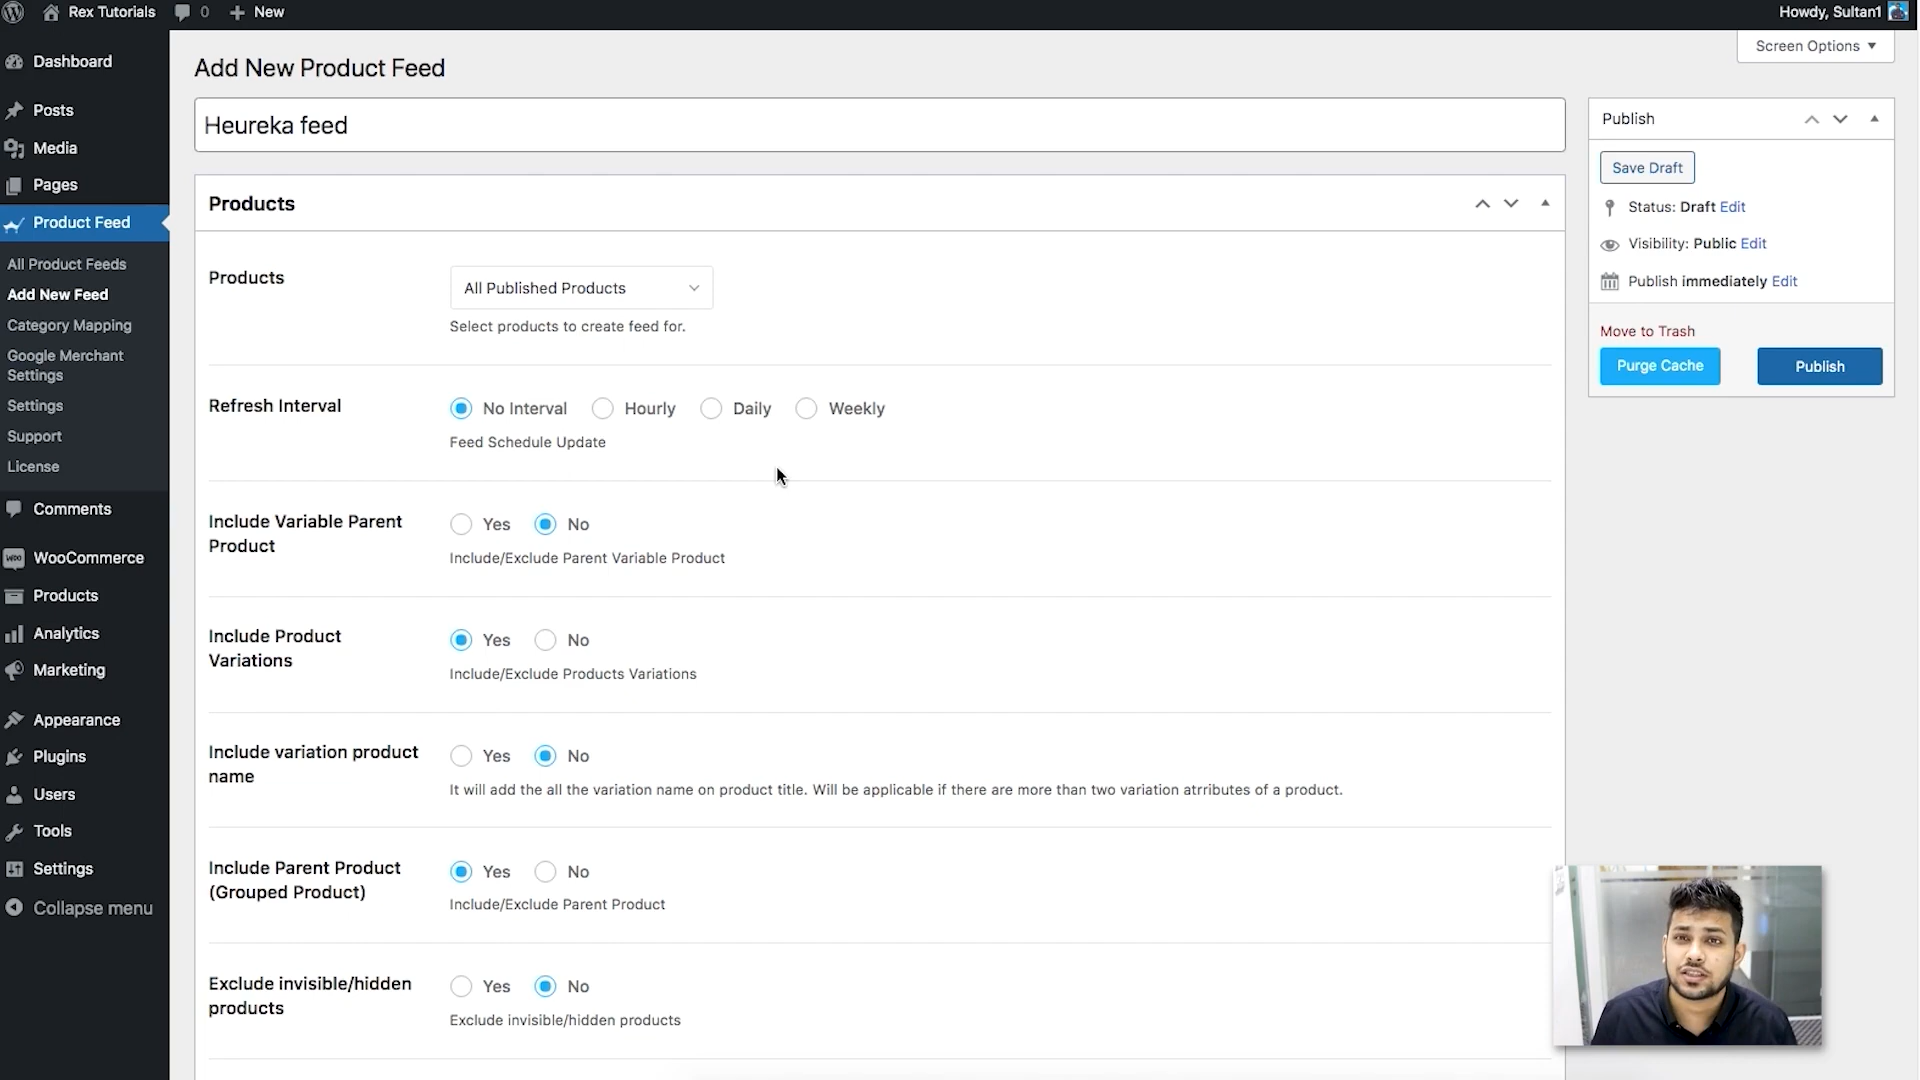 Rex Tutorials
0
New
Howdy, Sultan1
Screen Options
Dashboard
Posts
Media
Pages
Product Feed
All Product Feeds
Add New Feed
Category Mapping
Google Merchant
Settings
Settings
Support
License
Comments
WooCommerce
Products
Analytics
Marketing
Appearance
Plugins
Users
Tools
Settings
Collapse menu
Add New Product Feed
Heureka feed
Products
Products
All Published Products
Select products to create feed for.
Refresh Interval
No Interval Hourly Daily Weekly
Feed Schedule Update
Include Variable Parent
Product
Yes No
Include/Exclude Parent Variable Product
Include Product
Variations
Yes No
Include/Exclude Products Variations
Include variation product
name
Yes No
It will add the all the variation name on product title. Will be applicable if there are more than two variation atrributes of a product.
Include Parent Product
(Grouped Product)
Yes No
Include/Exclude Parent Product
Exclude invisible/hidden
products
Yes No
Exclude invisible/hidden products
Publish
Save Draft
Status: Draft Edit
Visibility: Public Edit
Publish immediately Edit
Move to Trash
Purge Cache
Publish